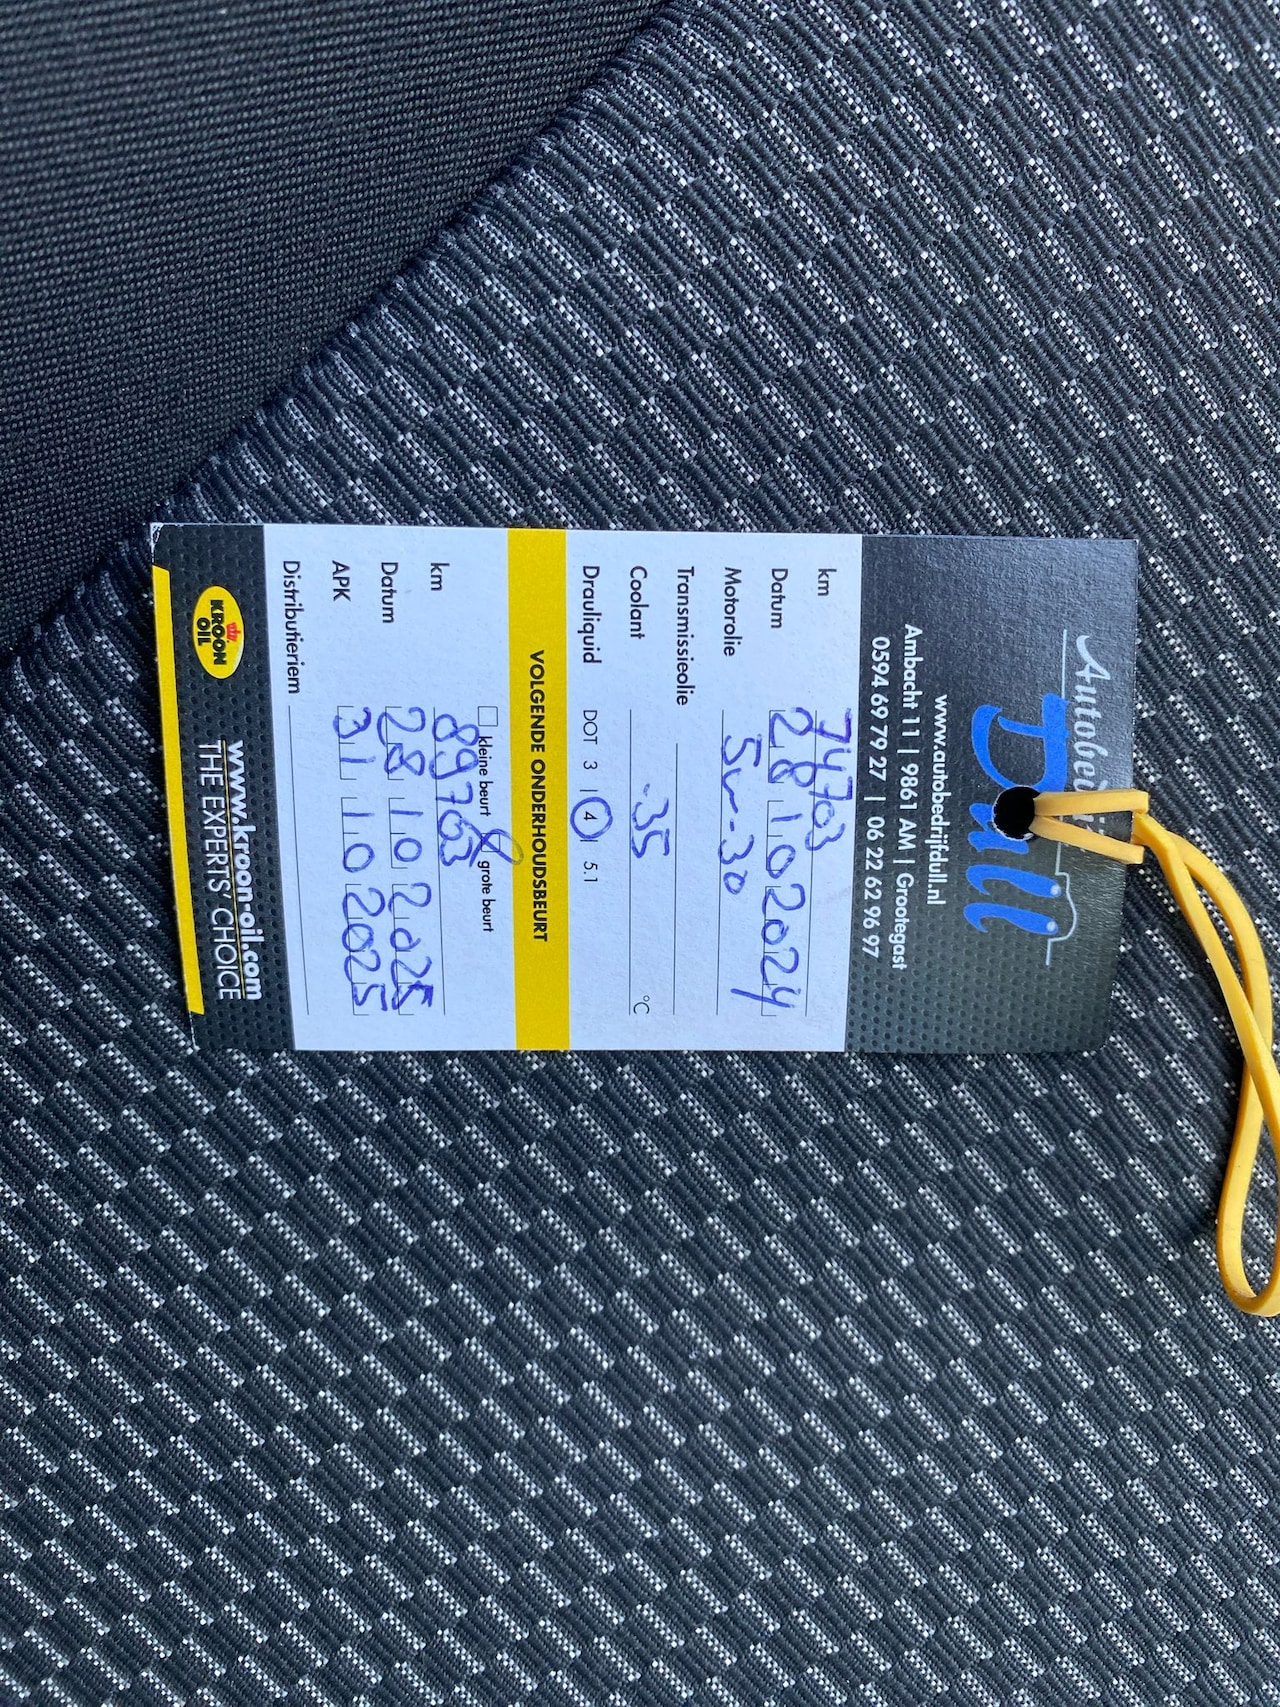 Autobedrijf
Dull
www.autobedrijfdull.nl
Ambacht 11 | 9861 AM | Grootegast
0594 69 79 27 | 06 22 62 96 97
km 74703
Datum 28 10 2024
Motorolie 5w-30
Transmissieolie
Coolant -35 °C
Drauliquid DOT 3 | 4 | 5.1
VOLGENDE ONDERHOUDSBEURT
kleine beurt grote beurt
km 89703
Datum 28 10 2025
APK 31 10 2025
Distributieriem
KROON
OIL
www.kroon-oil.com
THE EXPERTS' CHOICE